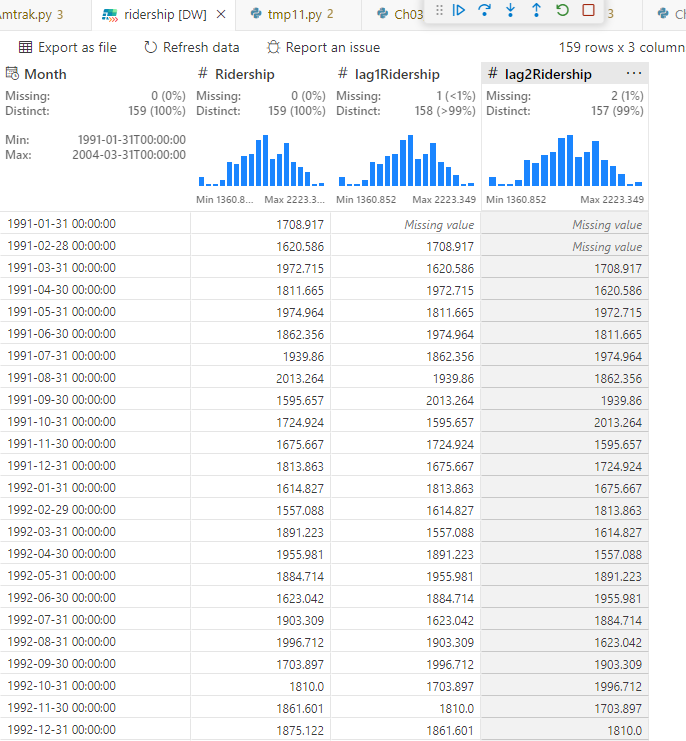 Amtrak.py 3 ridership [DW] tmp11.py 2 Ch03 3 Ch
Export as file Refresh data Report an issue 159 rows x 3 column
Month # Ridership # lag1Ridership # lag2Ridership ...
Missing: 0 (0%) Missing: 0 (0%) Missing: 1 (<1%) Missing: 2 (1%)
Distinct: 159 (100%) Distinct: 159 (100%) Distinct: 158 (>99%) Distinct: 157 (99%)
Min: 1991-01-31T00:00:00
Max: 2004-03-31T00:00:00
Min 1360.8... Max 2223.3... Min 1360.852 Max 2223.349 Min 1360.852 Max 2223.349
1991-01-31 00:00:00 1708.917 Missing value Missing value
1991-02-28 00:00:00 1620.586 1708.917 Missing value
1991-03-31 00:00:00 1972.715 1620.586 1708.917
1991-04-30 00:00:00 1811.665 1972.715 1620.586
1991-05-31 00:00:00 1974.964 1811.665 1972.715
1991-06-30 00:00:00 1862.356 1974.964 1811.665
1991-07-31 00:00:00 1939.86 1862.356 1974.964
1991-08-31 00:00:00 2013.264 1939.86 1862.356
1991-09-30 00:00:00 1595.657 2013.264 1939.86
1991-10-31 00:00:00 1724.924 1595.657 2013.264
1991-11-30 00:00:00 1675.667 1724.924 1595.657
1991-12-31 00:00:00 1813.863 1675.667 1724.924
1992-01-31 00:00:00 1614.827 1813.863 1675.667
1992-02-29 00:00:00 1557.088 1614.827 1813.863
1992-03-31 00:00:00 1891.223 1557.088 1614.827
1992-04-30 00:00:00 1955.981 1891.223 1557.088
1992-05-31 00:00:00 1884.714 1955.981 1891.223
1992-06-30 00:00:00 1623.042 1884.714 1955.981
1992-07-31 00:00:00 1903.309 1623.042 1884.714
1992-08-31 00:00:00 1996.712 1903.309 1623.042
1992-09-30 00:00:00 1703.897 1996.712 1903.309
1992-10-31 00:00:00 1810.0 1703.897 1996.712
1992-11-30 00:00:00 1861.601 1810.0 1703.897
1992-12-31 00:00:00 1875.122 1861.601 1810.0